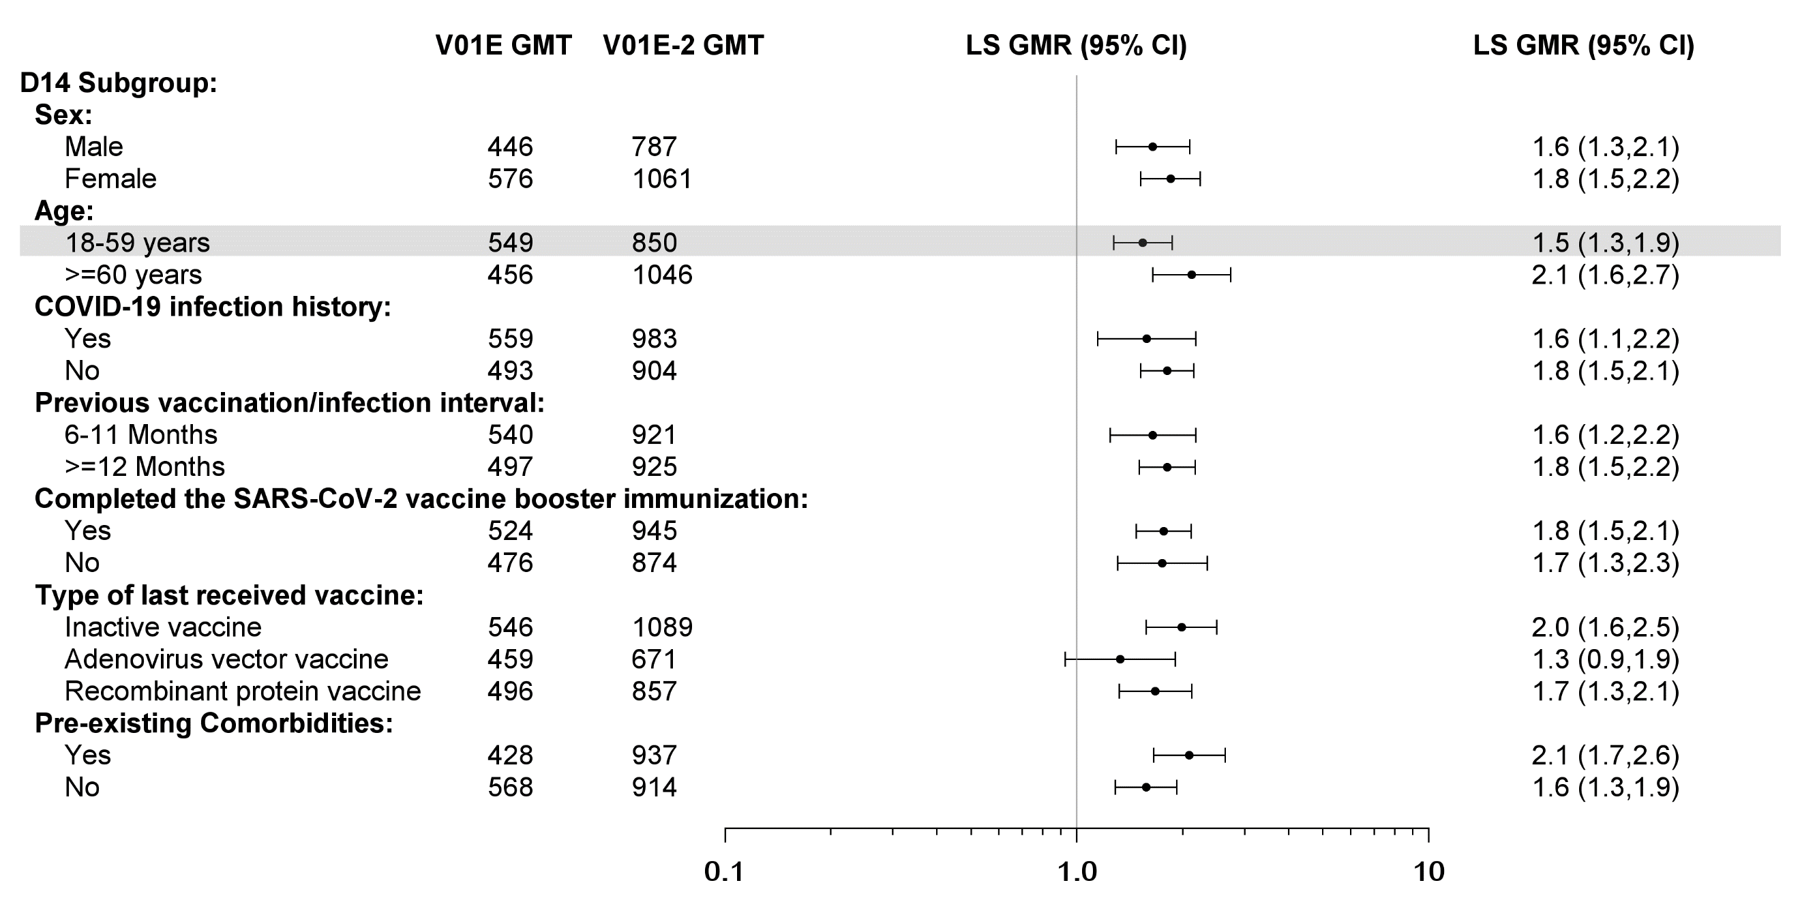 V01E GMT V01E-2 GMT LS GMR (95% CI) LS GMR (95% CI)
D14 Subgroup:
Sex:
Male 446 787 1.6 (1.3,2.1)
Female 576 1061 1.8 (1.5,2.2)
Age:
18-59 years 549 850 1.5 (1.3,1.9)
>=60 years 456 1046 2.1 (1.6,2.7)
COVID-19 infection history:
Yes 559 983 1.6 (1.1,2.2)
No 493 904 1.8 (1.5,2.1)
Previous vaccination/infection interval:
6-11 Months 540 921 1.6 (1.2,2.2)
>=12 Months 497 925 1.8 (1.5,2.2)
Completed the SARS-CoV-2 vaccine booster immunization:
Yes 524 945 1.8 (1.5,2.1)
No 476 874 1.7 (1.3,2.3)
Type of last received vaccine:
Inactive vaccine 546 1089 2.0 (1.6,2.5)
Adenovirus vector vaccine 459 671 1.3 (0.9,1.9)
Recombinant protein vaccine 496 857 1.7 (1.3,2.1)
Pre-existing Comorbidities:
Yes 428 937 2.1 (1.7,2.6)
No 568 914 1.6 (1.3,1.9)
0.1 1.0 10